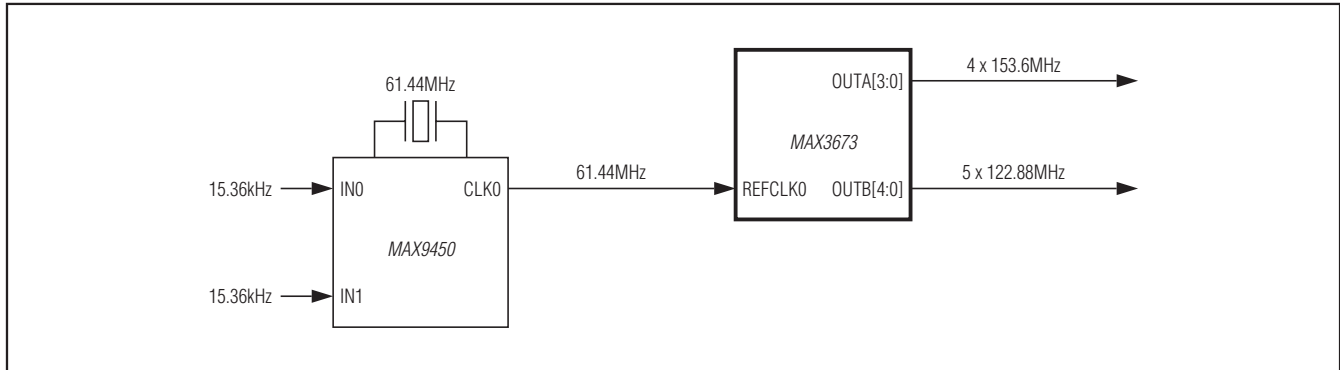 61.44MHz
15.36kHz
IN0
CLK0
MAX9450
15.36kHz
IN1
61.44MHz
OUTA[3:0]
4 x 153.6MHz
MAX3673
REFCLK0
OUTB[4:0]
5 x 122.88MHz